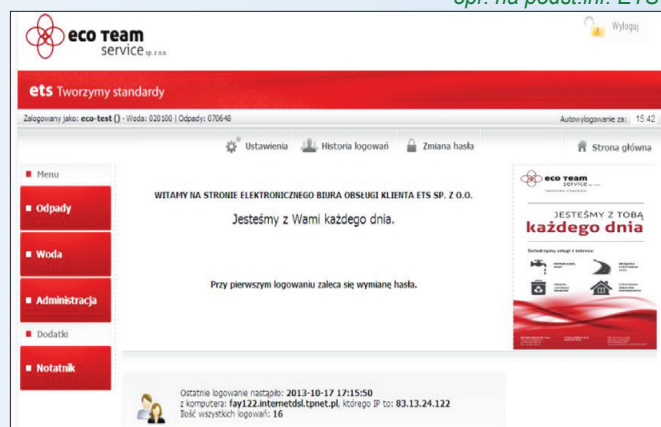 opr. na podst.inf. ETS
eco Team
service sp. z o.o.
Wyloguj
ets Tworzymy standardy
Zalogowany jako: eco-test () - Woda: 020100 | Odpady: 070648
Autowylogowanie za: 15:42
Ustawienia
Historia logowań
Zmiana hasła
Strona główna
Menu
Odpady
Woda
Administracja
Dodatki
Notatnik
WITAMY NA STRONIE ELEKTRONICZNEGO BIURA OBSŁUGI KLIENTA ETS SP. Z O.O.
Jesteśmy z Wami każdego dnia.
Przy pierwszym logowaniu zaleca się wymianę hasła.
eco Team
service
JESTEŚMY Z TOBĄ
każdego dnia
Świadczymy usługi z zakresu:
Ostatnie logowanie nastąpiło: 2013-10-17 17:15:50
z komputera: fay122.internetdsl.tpnet.pl, którego IP to: 83.13.24.122
Ilość wszystkich logowań: 16